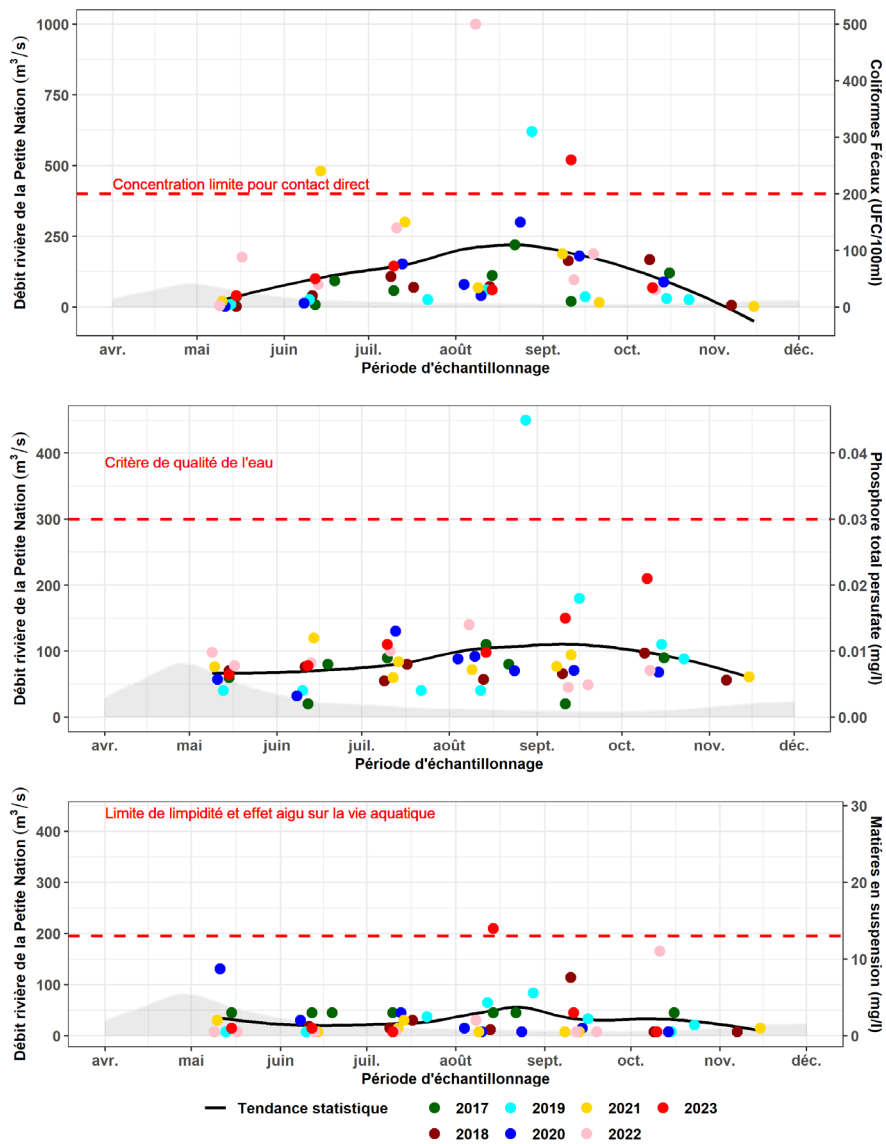 Débit rivière de la Petite Nation (m³/s)
1000
750
500
250
0
Concentration limite pour contact direct
500
400
300
200
100
0
Coliformes Fécaux (UFC/100ml)
avr. mai juin juil. août sept. oct. nov. déc.
Période d'échantillonnage
Débit rivière de la Petite Nation (m³/s)
400
300
200
100
0
Critère de qualité de l'eau
0.04
0.03
0.02
0.01
0.00
Phosphore total persufate (mg/l)
avr. mai juin juil. août sept. oct. nov. déc.
Période d'échantillonnage
Débit rivière de la Petite Nation (m³/s)
400
300
200
100
0
Limite de limpidité et effet aigu sur la vie aquatique
30
20
10
0
Matières en suspension (mg/l)
avr. mai juin juil. août sept. oct. nov. déc.
Période d'échantillonnage
Tendance statistique 2017 2019 2021 2023
2018 2020 2022